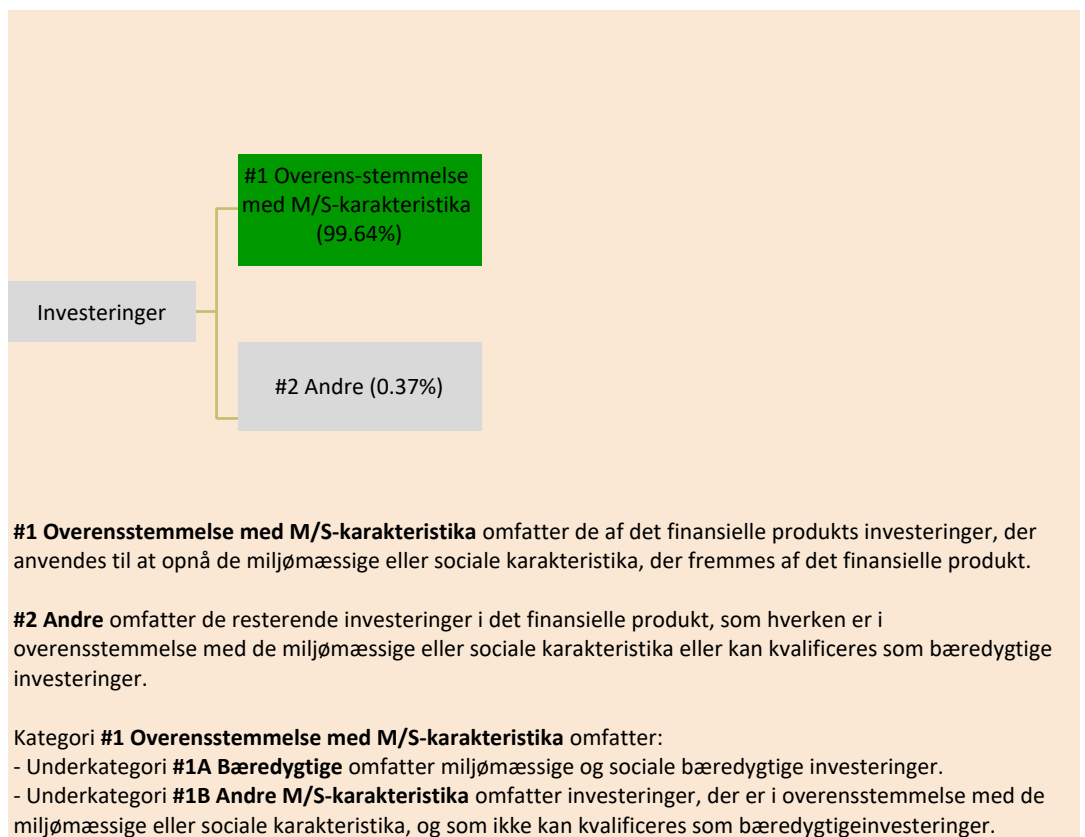 #1 Overens-stemmelse
med M/S-karakteristika
(99.64%)
Investeringer
#2 Andre (0.37%)
#1 Overensstemmelse med M/S-karakteristika omfatter de af det finansielle produkts investeringer, der
anvendes til at opnå de miljømæssige eller sociale karakteristika, der fremmes af det finansielle produkt.
#2 Andre omfatter de resterende investeringer i det finansielle produkt, som hverken er i
overensstemmelse med de miljømæssige eller sociale karakteristika eller kan kvalificeres som bæredygtige
investeringer.
Kategori #1 Overensstemmelse med M/S-karakteristika omfatter:
- Underkategori #1A Bæredygtige omfatter miljømæssige og sociale bæredygtige investeringer.
- Underkategori #1B Andre M/S-karakteristika omfatter investeringer, der er i overensstemmelse med de
miljømæssige eller sociale karakteristika, og som ikke kan kvalificeres som bæredygtigeinvesteringer.